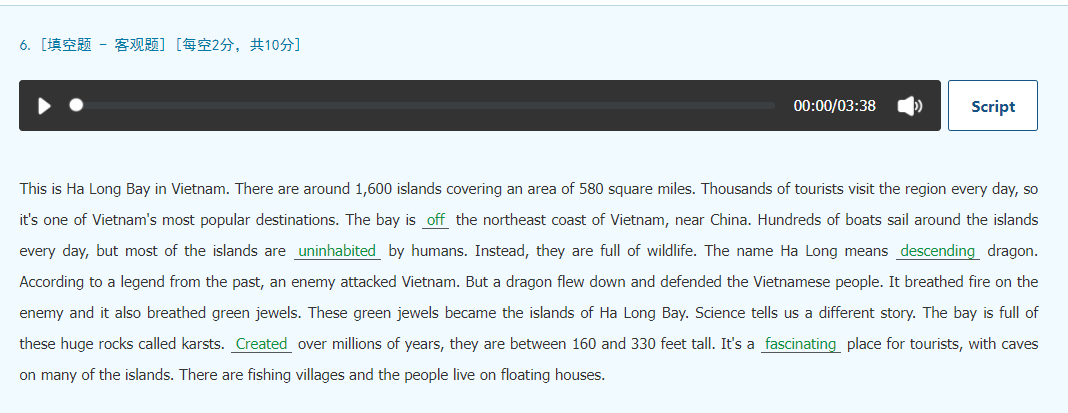 6. [填空题 － 客观题] [每空2分，共10分]
00:00/03:38
Script
This is Ha Long Bay in Vietnam. There are around 1,600 islands covering an area of 580 square miles. Thousands of tourists visit the region every day, so
it's one of Vietnam's most popular destinations. The bay is off the northeast coast of Vietnam, near China. Hundreds of boats sail around the islands
every day, but most of the islands are uninhabited by humans. Instead, they are full of wildlife. The name Ha Long means descending dragon.
According to a legend from the past, an enemy attacked Vietnam. But a dragon flew down and defended the Vietnamese people. It breathed fire on the
enemy and it also breathed green jewels. These green jewels became the islands of Ha Long Bay. Science tells us a different story. The bay is full of
these huge rocks called karsts. Created over millions of years, they are between 160 and 330 feet tall. It's a fascinating place for tourists, with caves
on many of the islands. There are fishing villages and the people live on floating houses.